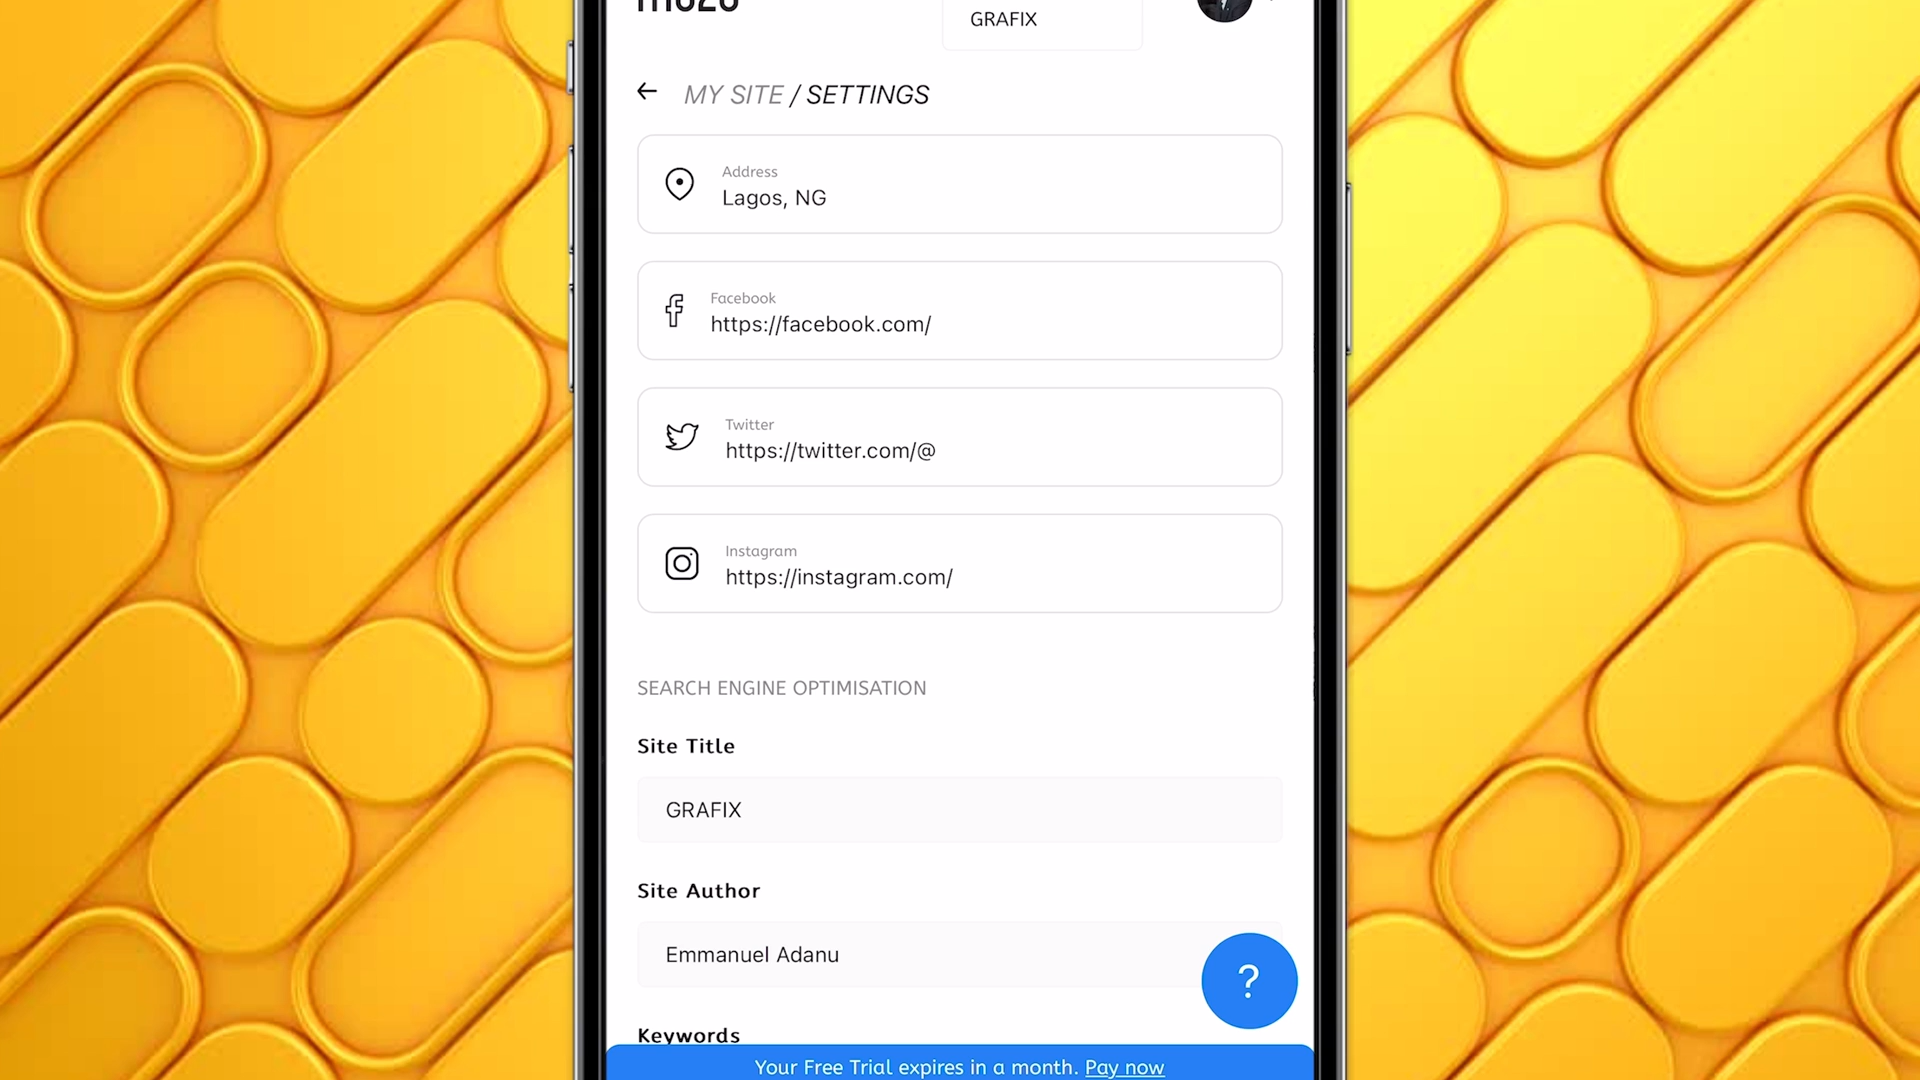 GRAFIX
MY SITE / SETTINGS
Address
Lagos, NG
Facebook
https://facebook.com/
Twitter
https://twitter.com/@
Instagram
https://instagram.com/
SEARCH ENGINE OPTIMISATION
Site Title
GRAFIX
Site Author
Emmanuel Adanu
?
Keywords
Your Free Trial expires in a month. Pay now